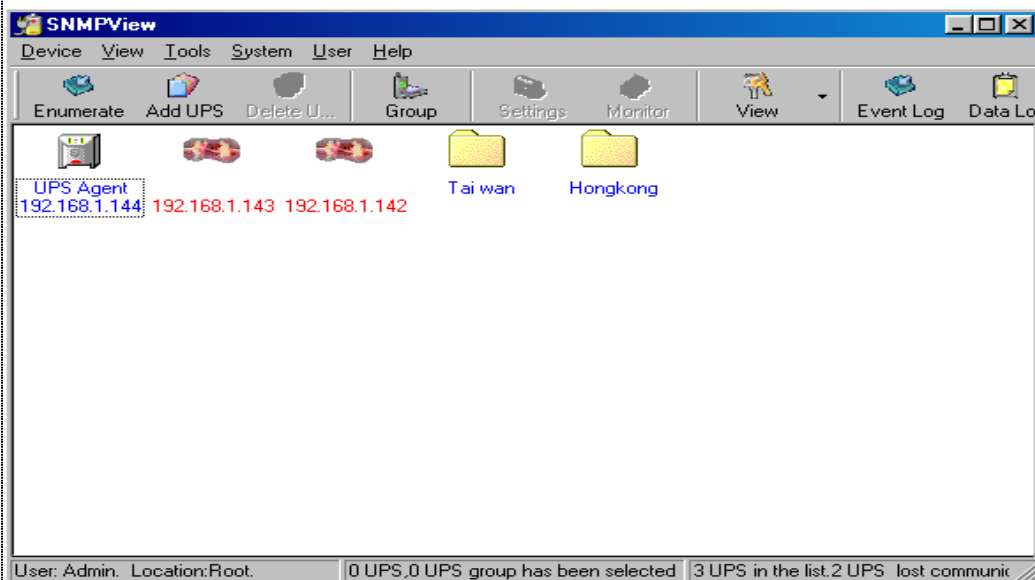 SNMPView
Device View Tools System User Help
Enumerate Add UPS Delete U... Group Settings Monitor View Event Log Data Lo
UPS Agent
192.168.1.144 192.168.1.143 192.168.1.142 Tai wan Hongkong
User: Admin. Location:Root. 0 UPS,0 UPS group has been selected 3 UPS in the list.2 UPS lost communic